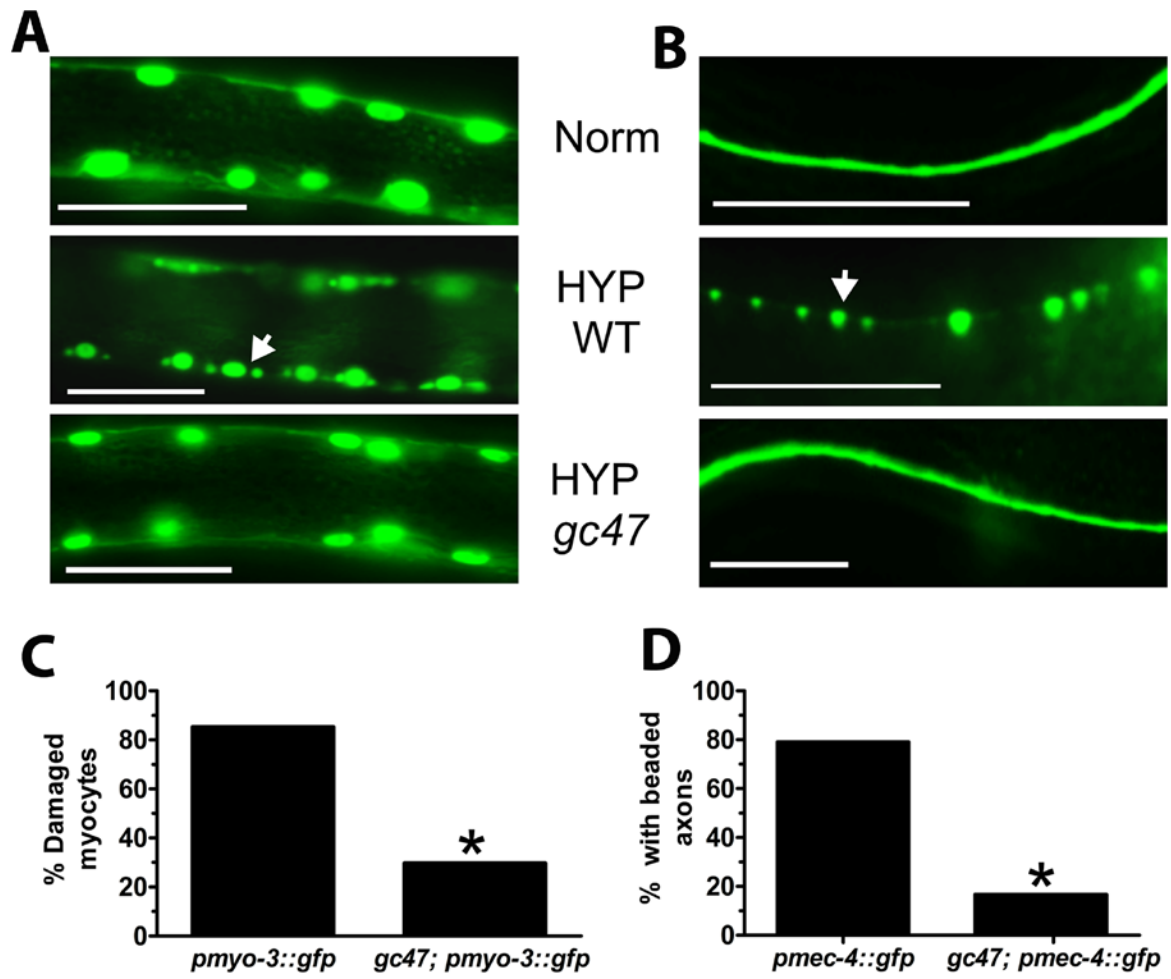 A
B
Norm
HYP
WT
HYP
gc47
C
% Damaged
myocytes
100
80
60
40
20
0
*
pmyo-3::gfp
gc47; pmyo-3::gfp
D
% with beaded
axons
100
80
60
40
20
0
*
pmec-4::gfp
gc47; pmec-4::gfp